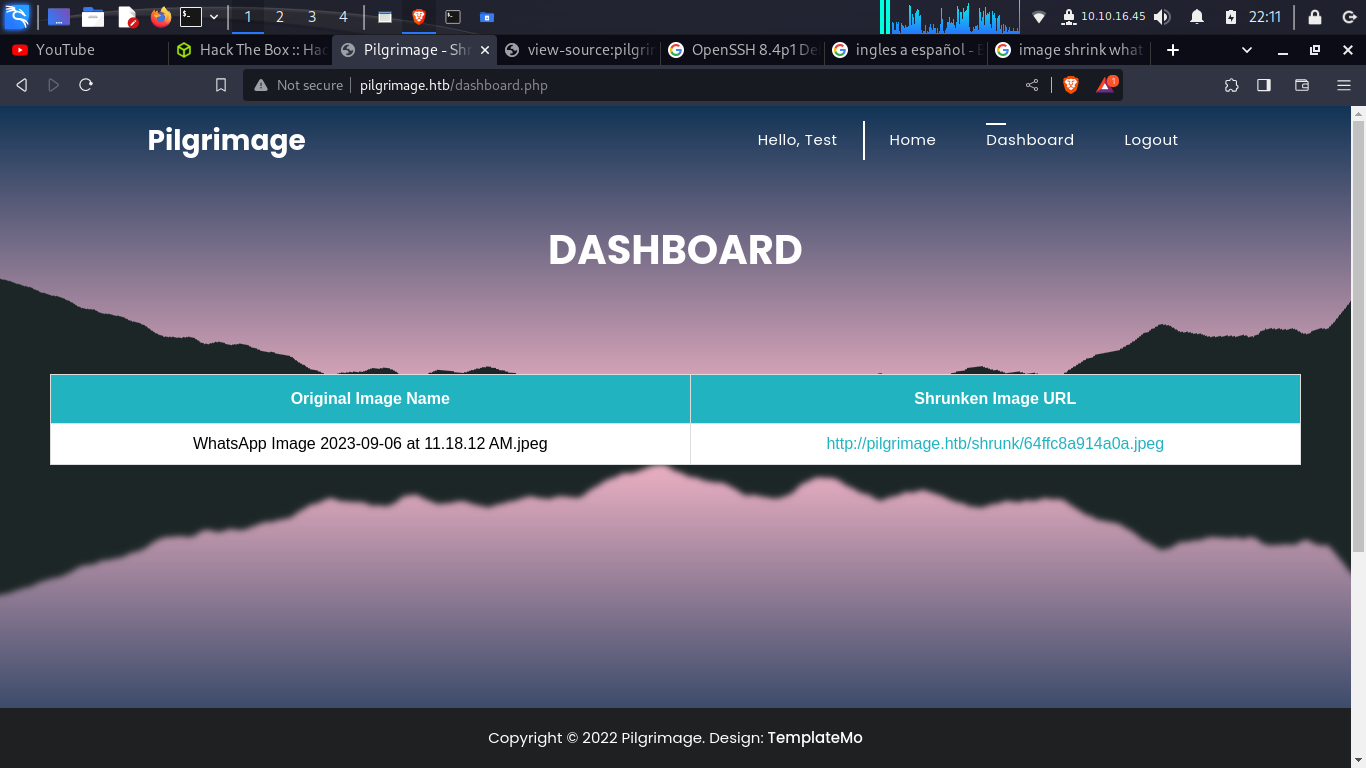 1 2 3 4 10.10.16.45 22:11
YouTube Hack The Box :: Hac Pilgrimage - Shr view-source:pilgrin OpenSSH 8.4p1 De ingles a español - image shrink what
Not secure pilgrimage.htb/dashboard.php 1
Pilgrimage Hello, Test Home Dashboard Logout
DASHBOARD
Original Image Name Shrunken Image URL
WhatsApp Image 2023-09-06 at 11.18.12 AM.jpeg http://pilgrimage.htb/shrunk/64ffc8a914a0a.jpeg
Copyright © 2022 Pilgrimage. Design: TemplateMo